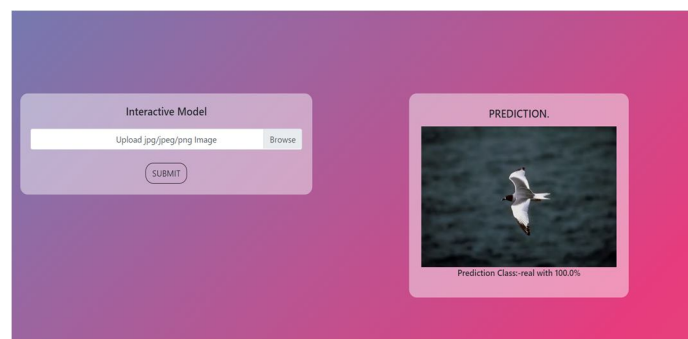 Interactive Model
Upload jpg/jpeg/png Image
Browse
SUBMIT
PREDICTION.
Prediction Class:-real with 100.0%